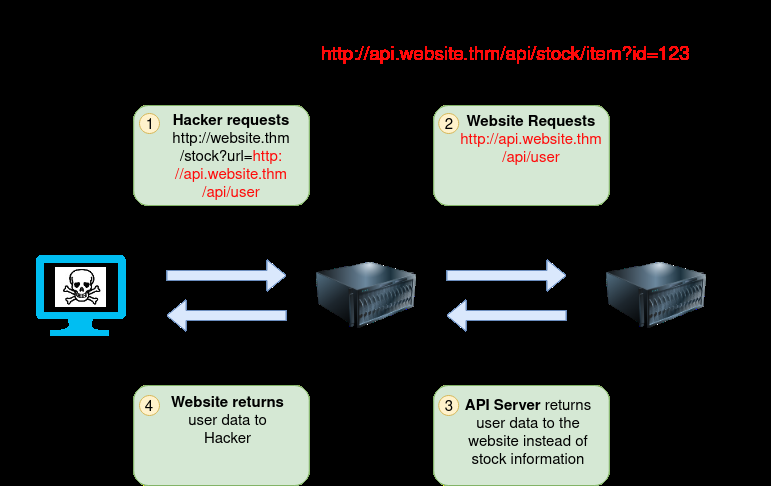 http://api.website.thm/api/stock/item?id=123
1
Hacker requests
http://website.thm
/stock?url=http:
//api.website.thm
/api/user
2
Website Requests
http://api.website.thm
/api/user
4
Website returns
user data to
Hacker
3
API Server returns
user data to the
website instead of
stock information